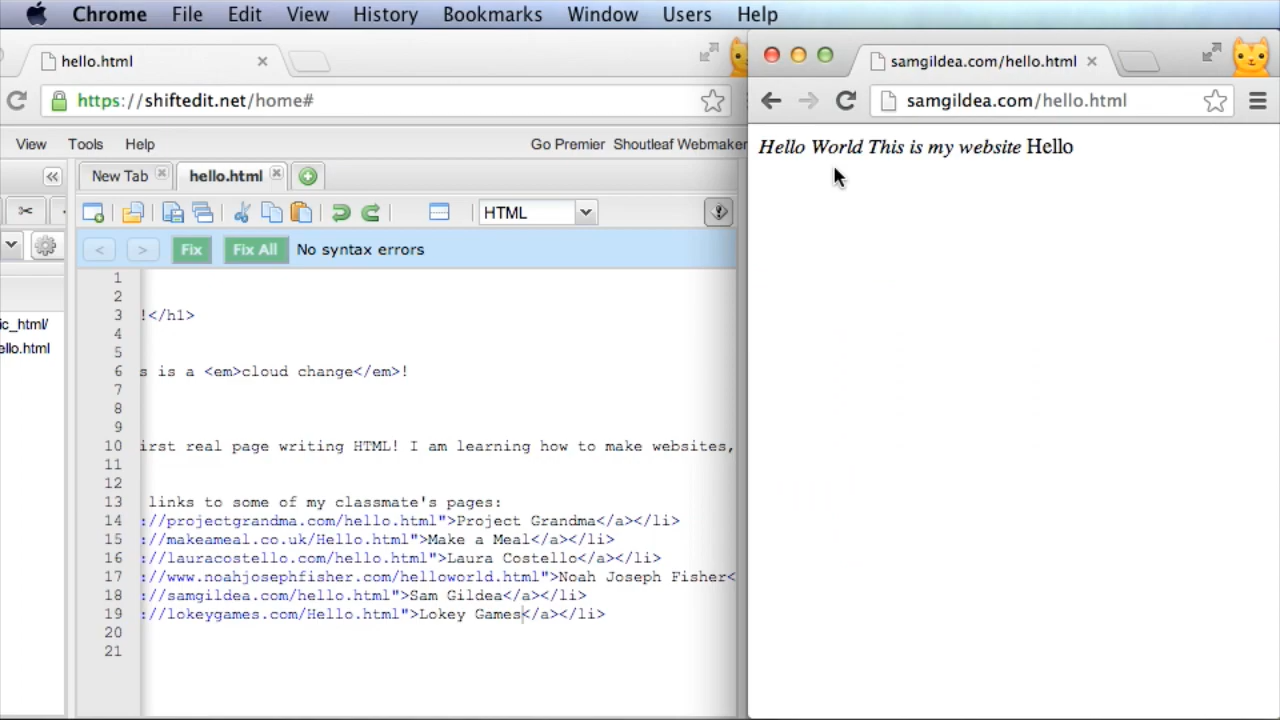 Chrome File Edit View History Bookmarks Window Users Help
hello.html
https://shiftedit.net/home#
View Tools Help Go Premier Shoutleaf Webmaker
New Tab hello.html
HTML
< > Fix Fix All No syntax errors
ic_html/
ello.html
1
2
3 !</h1>
4
5
6 s is a <em>cloud change</em>!
7
8
9
10 irst real page writing HTML! I am learning how to make websites,
11
12
13 links to some of my classmate's pages:
14 ://projectgrandma.com/hello.html">Project Grandma</a></li>
15 ://makeameal.co.uk/Hello.html">Make a Meal</a></li>
16 ://lauracostello.com/hello.html">Laura Costello</a></li>
17 ://www.noahjosephfisher.com/helloworld.html">Noah Joseph Fisher<
18 ://samgildea.com/hello.html">Sam Gildea</a></li>
19 ://lokeygames.com/Hello.html">Lokey Games</a></li>
20
21
samgildea.com/hello.html
samgildea.com/hello.html
Hello World This is my website Hello